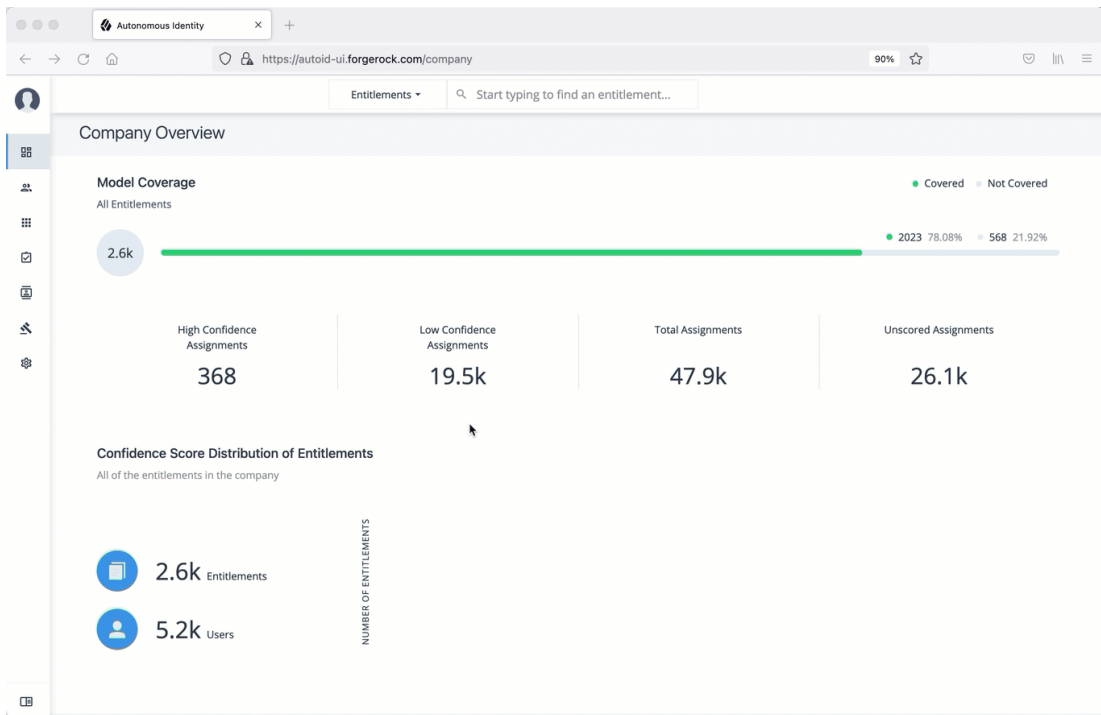 Autonomous Identity
https://autoid-ui.forgerock.com/company
90%
Entitlements
Start typing to find an entitlement...
Company Overview
Model Coverage
Covered Not Covered
All Entitlements
2023 78.08% 568 21.92%
2.6k
High Confidence
Assignments
368
Low Confidence
Assignments
19.5k
Total Assignments
47.9k
Unscored Assignments
26.1k
Confidence Score Distribution of Entitlements
All of the entitlements in the company
NUMBER OF ENTITLEMENTS
2.6k Entitlements
5.2k Users